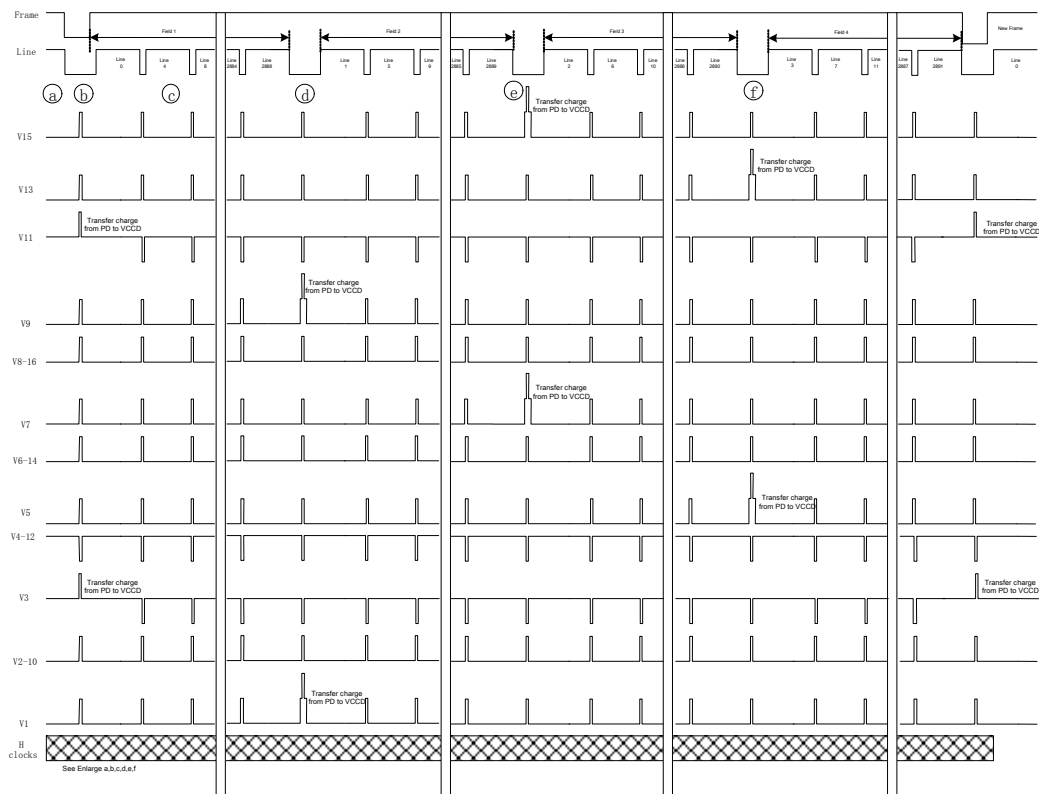 Frame
Field 1
Field 2
Field 3
Field 4
New Frame
Line
Line 0
Line 4
Line 8
Line 2884
Line 2888
Line 1
Line 5
Line 9
Line 2885
Line 2889
Line 2
Line 6
Line 10
Line 2886
Line 2890
Line 3
Line 7
Line 11
Line 2887
Line 2891
Line 0
a
b
c
d
e
f
Transfer charge
from PD to VCCD
V15
Transfer charge
from PD to VCCD
V13
Transfer charge
from PD to VCCD
Transfer charge
from PD to VCCD
V11
Transfer charge
from PD to VCCD
V9
V8-16
Transfer charge
from PD to VCCD
V7
V6-14
Transfer charge
from PD to VCCD
V5
V4-12
Transfer charge
from PD to VCCD
Transfer charge
from PD to VCCD
V3
V2-10
Transfer charge
from PD to VCCD
V1
H
clocks
See Enlarge a,b,c,d,e,f